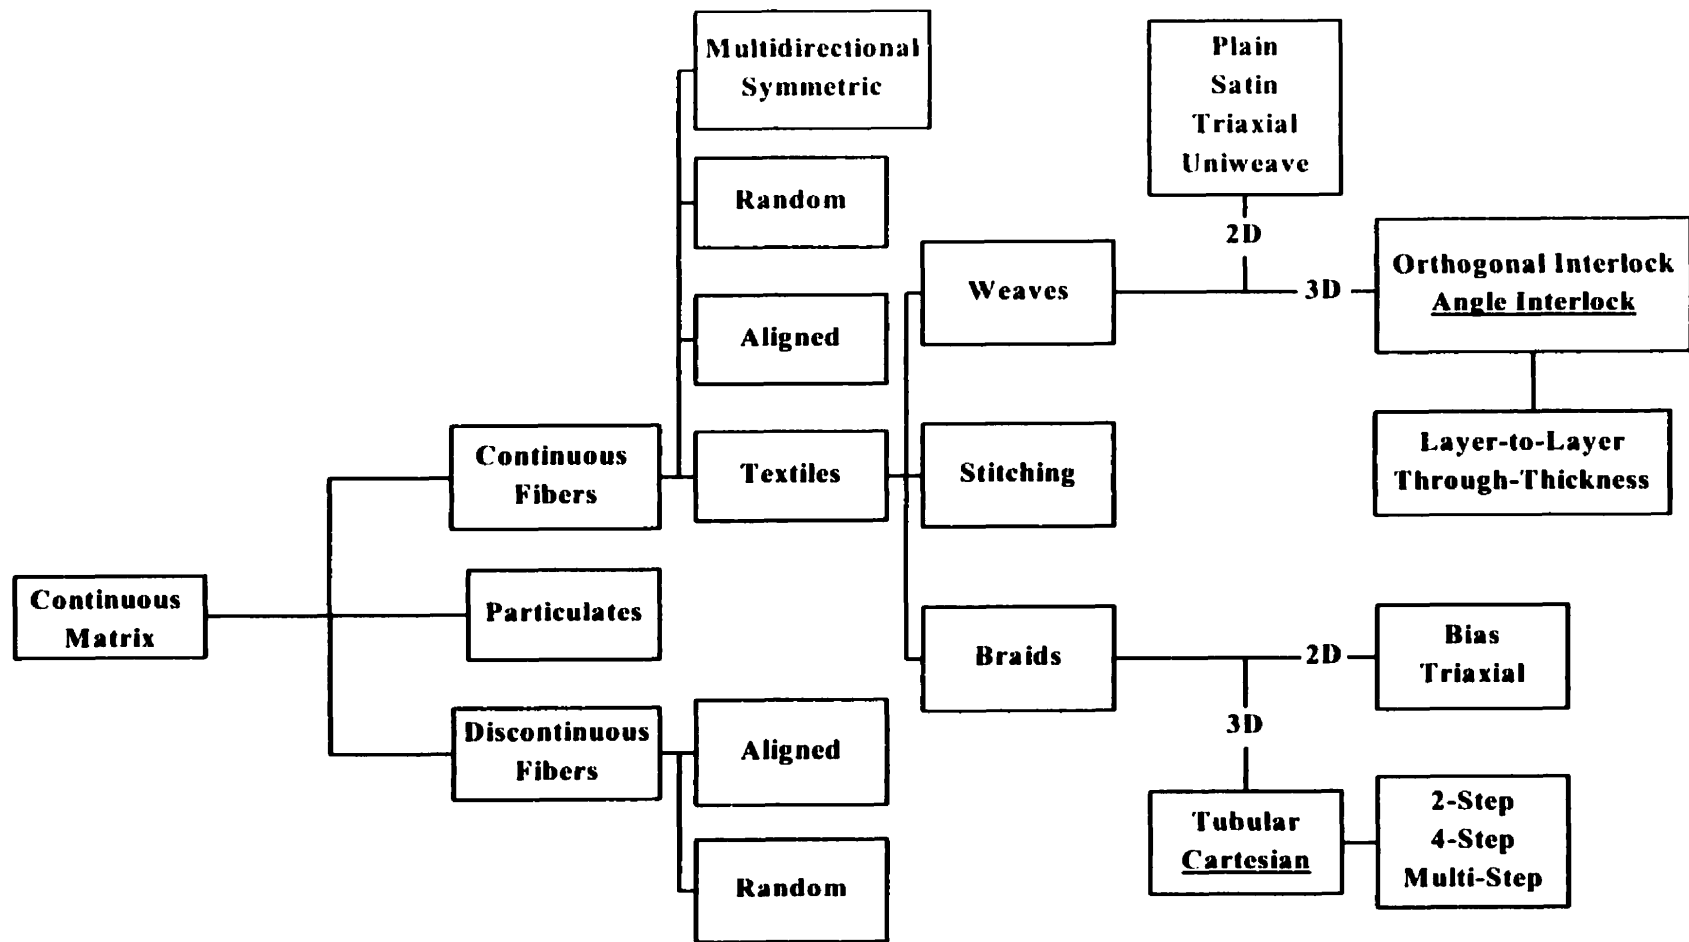 Multidirectional
Symmetric
Random
Aligned
Continuous
Fibers
Textiles
Continuous
Matrix
Particulates
Discontinuous
Fibers
Aligned
Random
Weaves
Stitching
Braids
Plain
Satin
Triaxial
Uniweave
2D
3D
Orthogonal Interlock
Angle Interlock
Layer-to-Layer
Through-Thickness
2D
Bias
Triaxial
3D
Tubular
Cartesian
2-Step
4-Step
Multi-Step